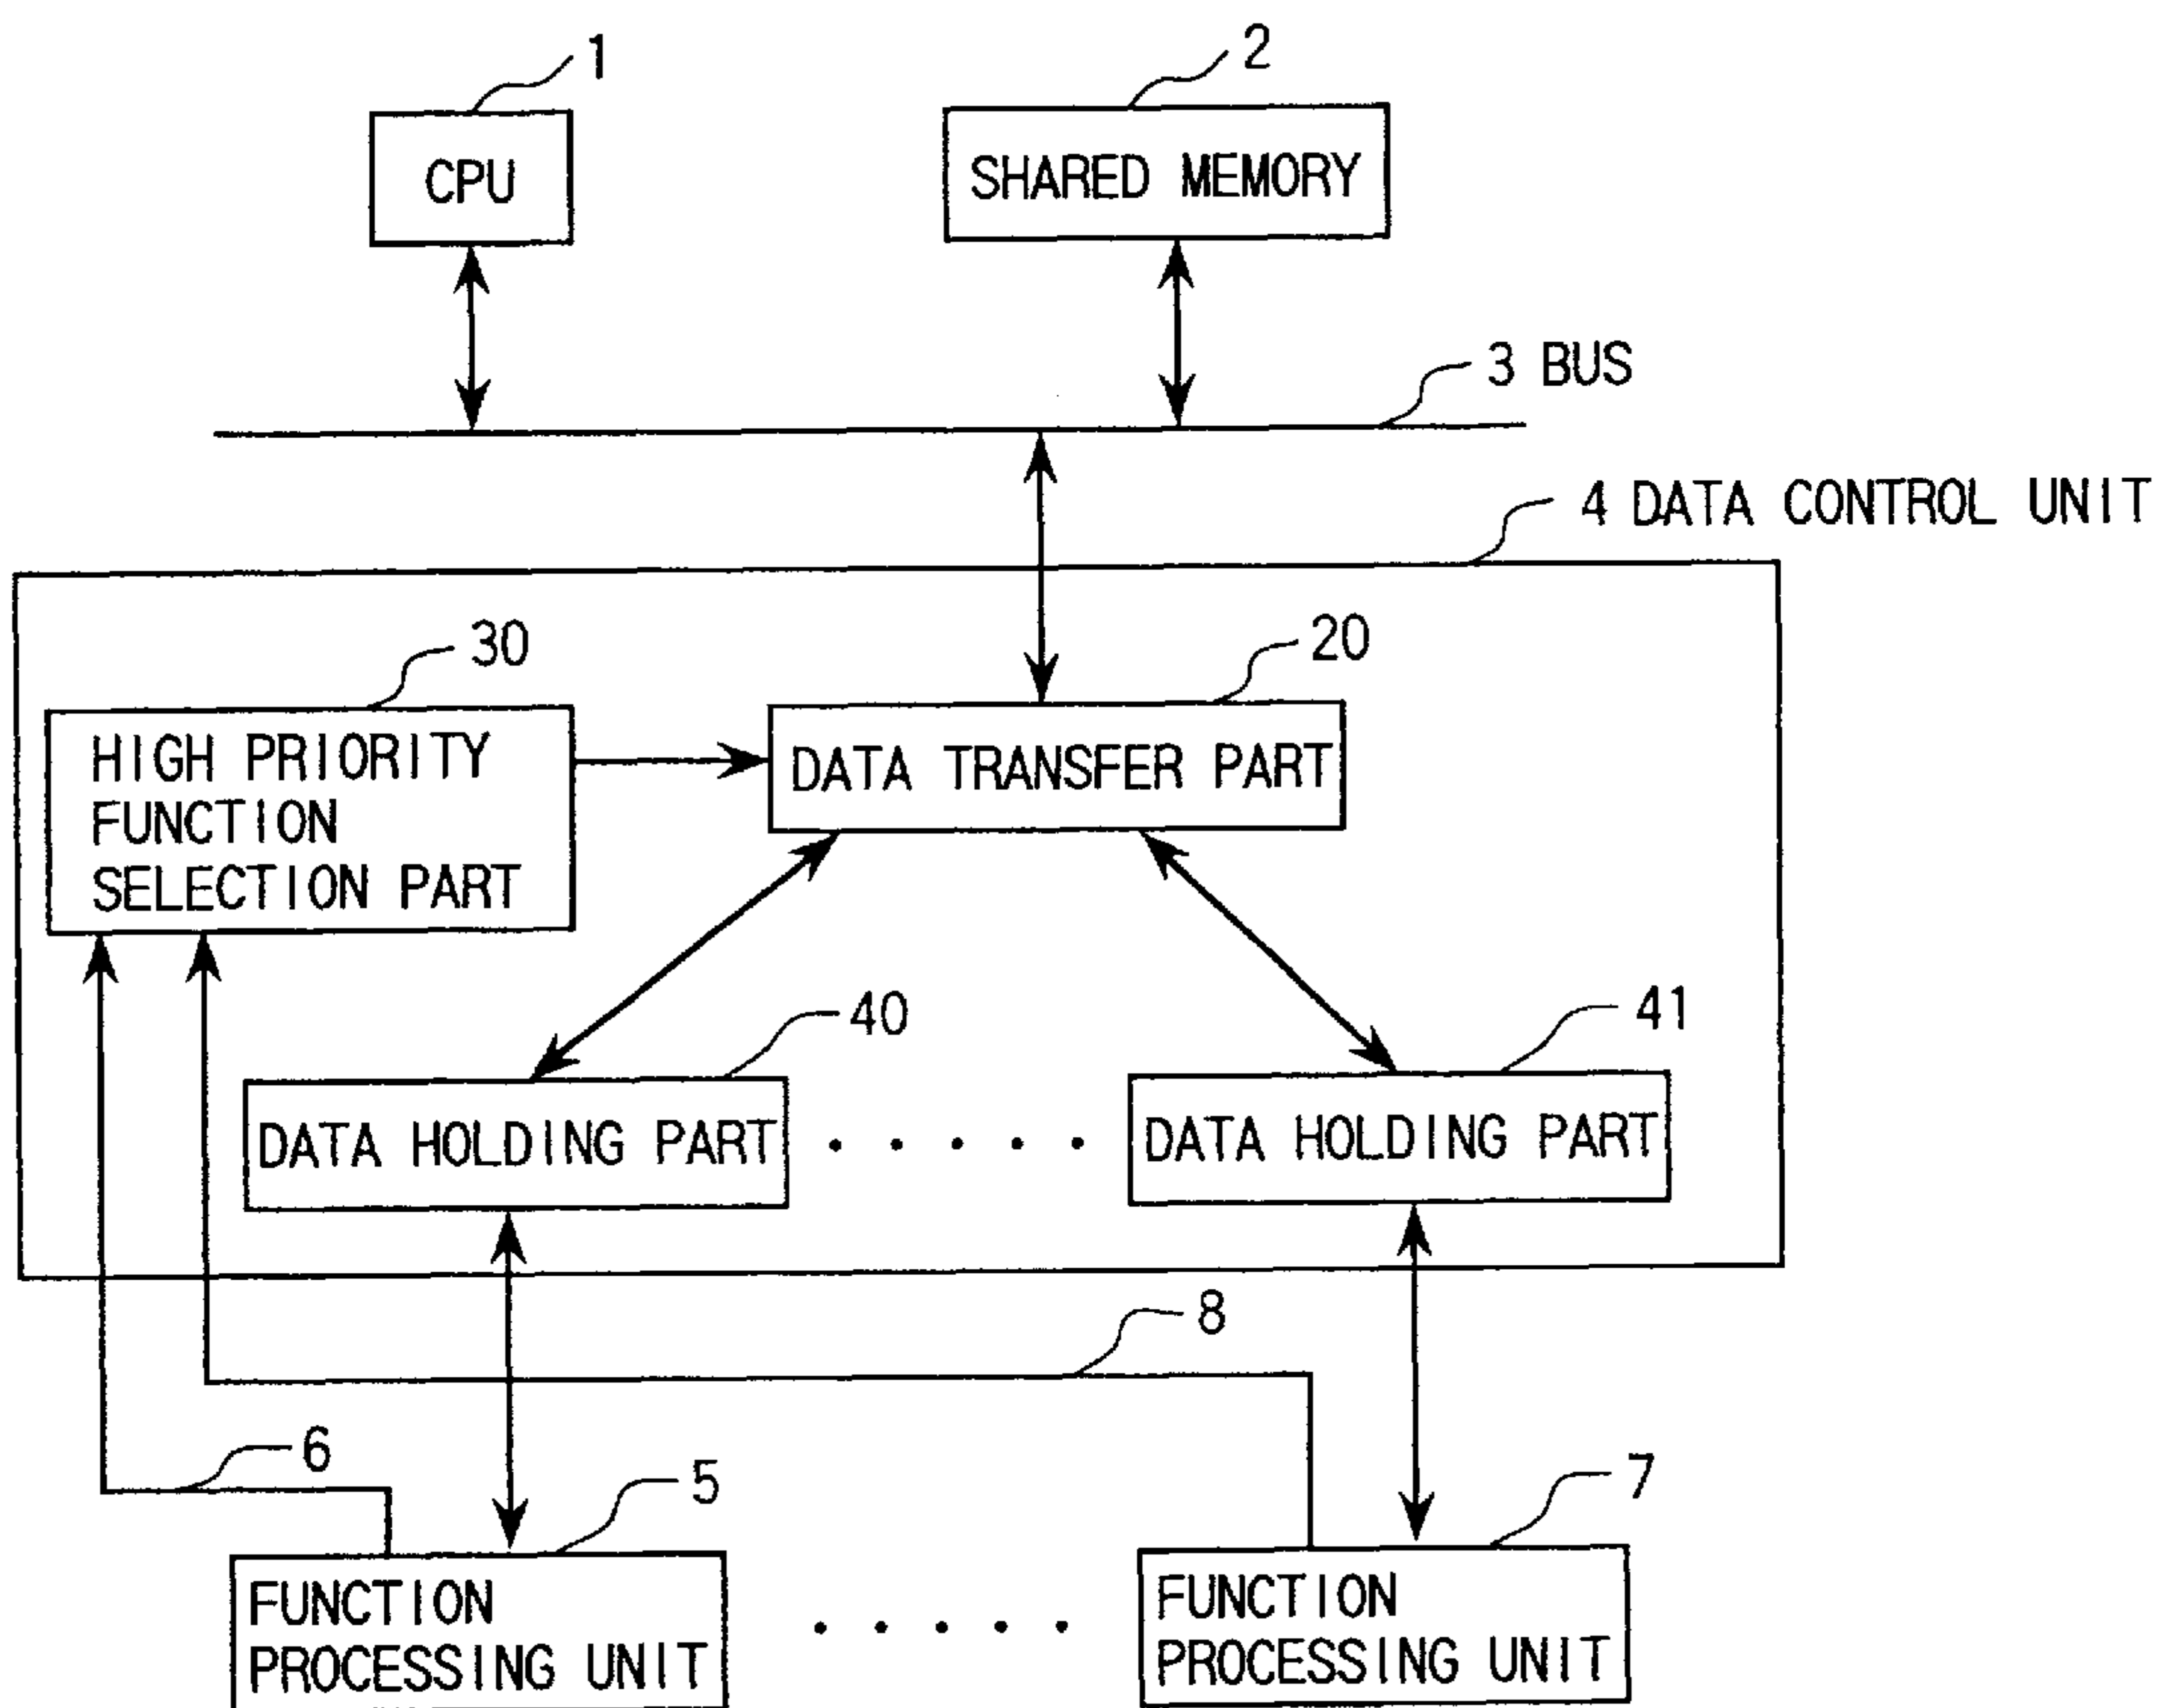 1
2
CPU
SHARED MEMORY
3 BUS
4 DATA CONTROL UNIT
30
20
HIGH PRIORITY
FUNCTION
SELECTION PART
DATA TRANSFER PART
40
41
DATA HOLDING PART
DATA HOLDING PART
8
6
5
7
FUNCTION
PROCESSING UNIT
FUNCTION
PROCESSING UNIT